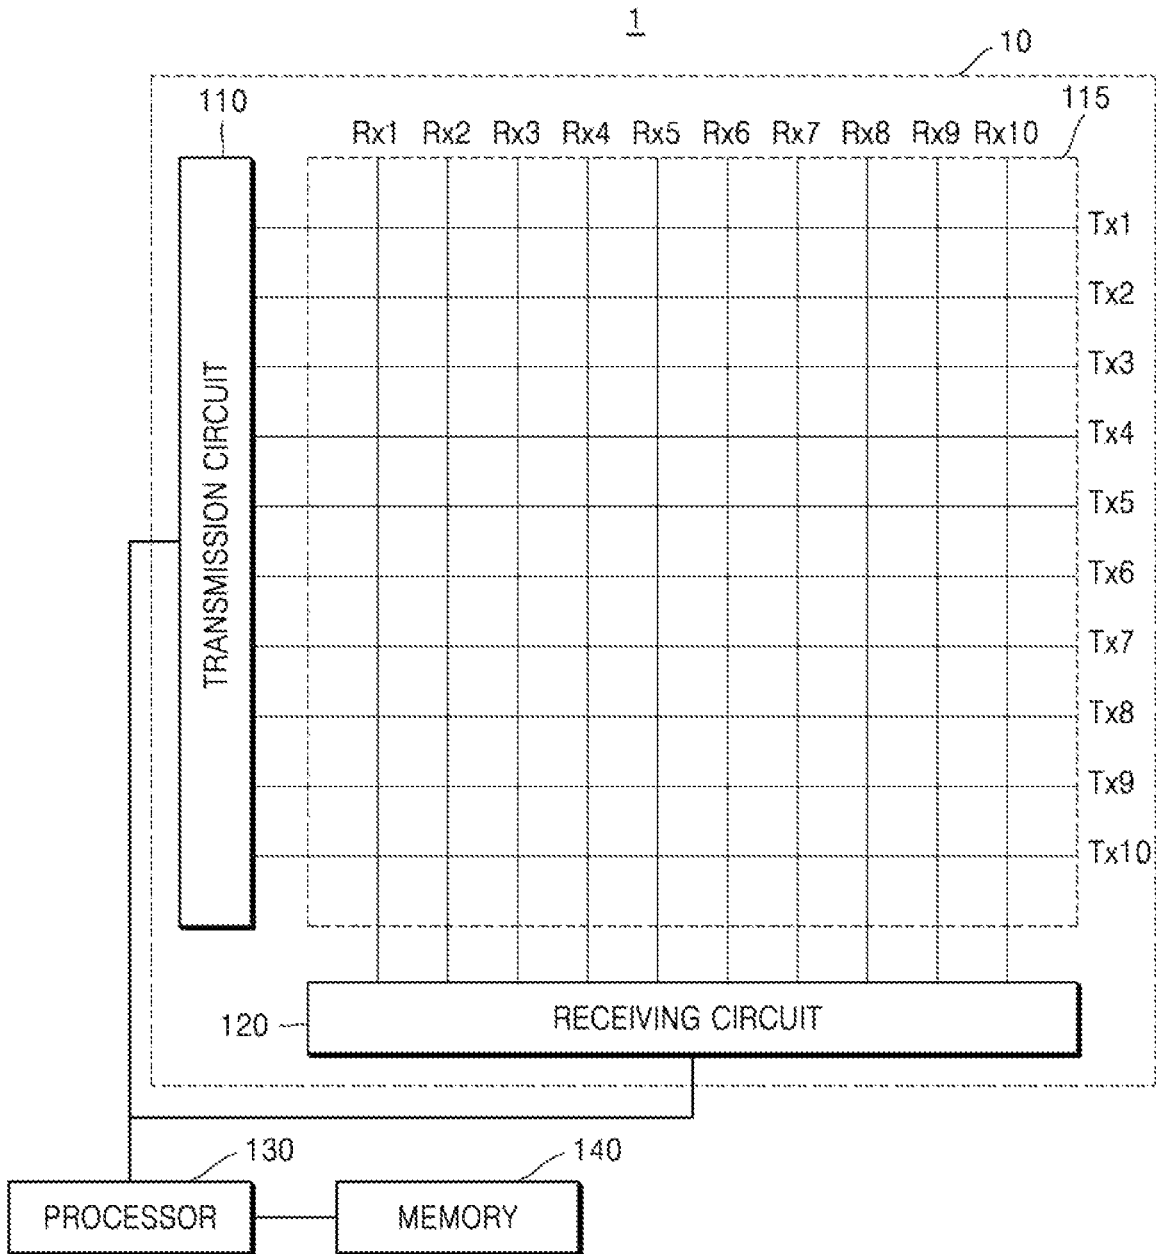 1
10
110
115
Rx1 Rx2 Rx3 Rx4 Rx5 Rx6 Rx7 Rx8 Rx9 Rx10
Tx1
Tx2
Tx3
Tx4
Tx5
Tx6
Tx7
Tx8
Tx9
Tx10
TRANSMISSION CIRCUIT
120
RECEIVING CIRCUIT
130
140
PROCESSOR
MEMORY